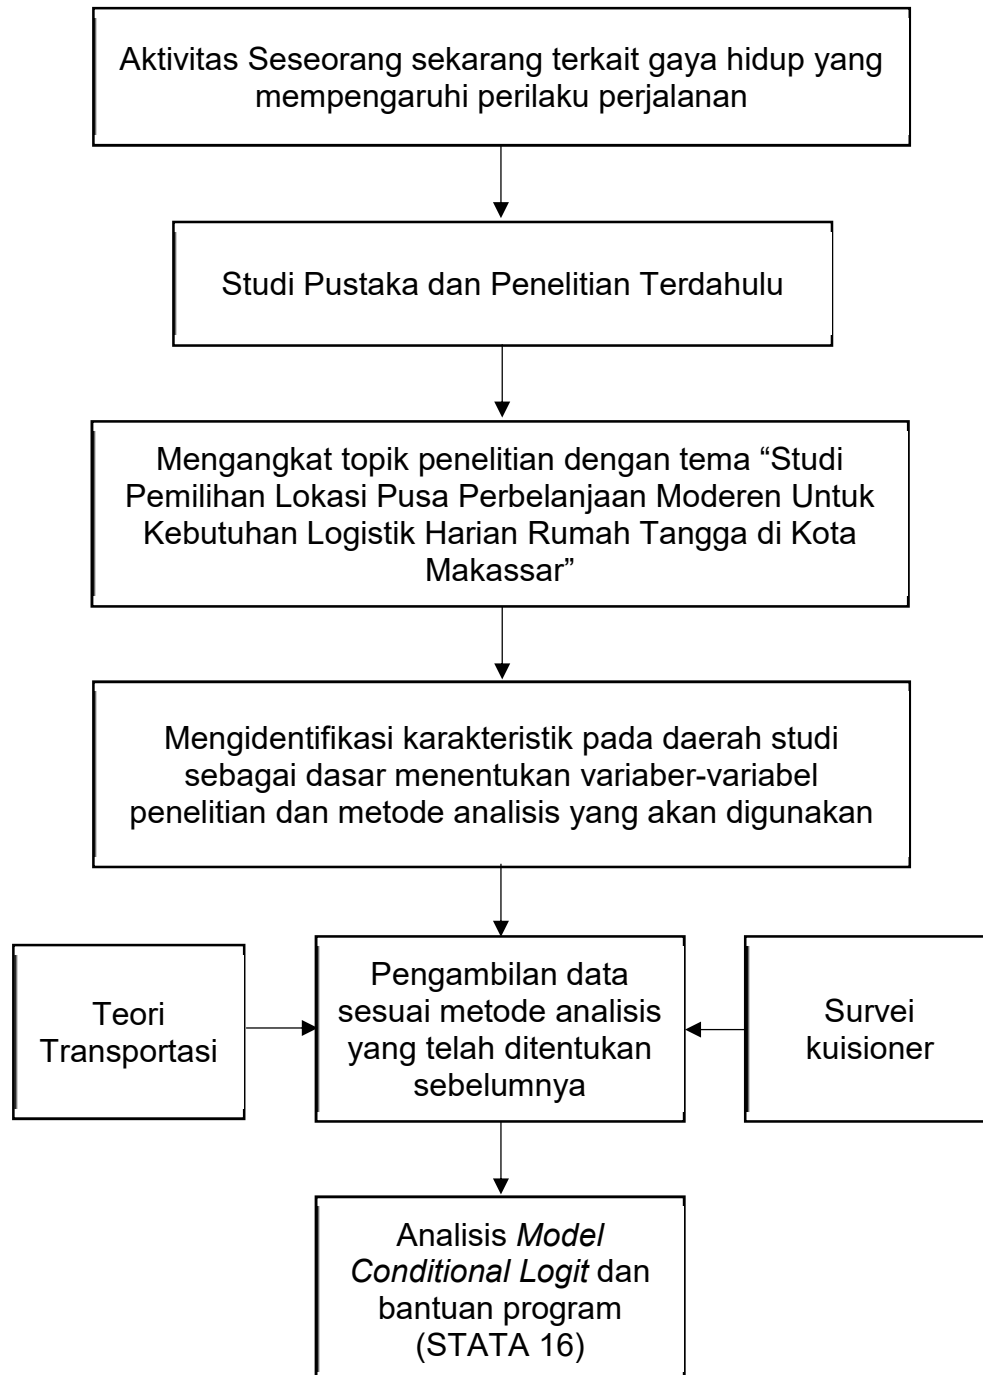 Aktivitas Seseorang sekarang terkait gaya hidup yang
mempengaruhi perilaku perjalanan
Studi Pustaka dan Penelitian Terdahulu
Mengangkat topik penelitian dengan tema “Studi
Pemilihan Lokasi Pusa Perbelanjaan Moderen Untuk
Kebutuhan Logistik Harian Rumah Tangga di Kota
Makassar”
Mengidentifikasi karakteristik pada daerah studi
sebagai dasar menentukan variaber-variabel
penelitian dan metode analisis yang akan digunakan
Teori
Transportasi
Pengambilan data
sesuai metode analisis
yang telah ditentukan
sebelumnya
Survei
kuisioner
Analisis Model
Conditional Logit dan
bantuan program
(STATA 16)